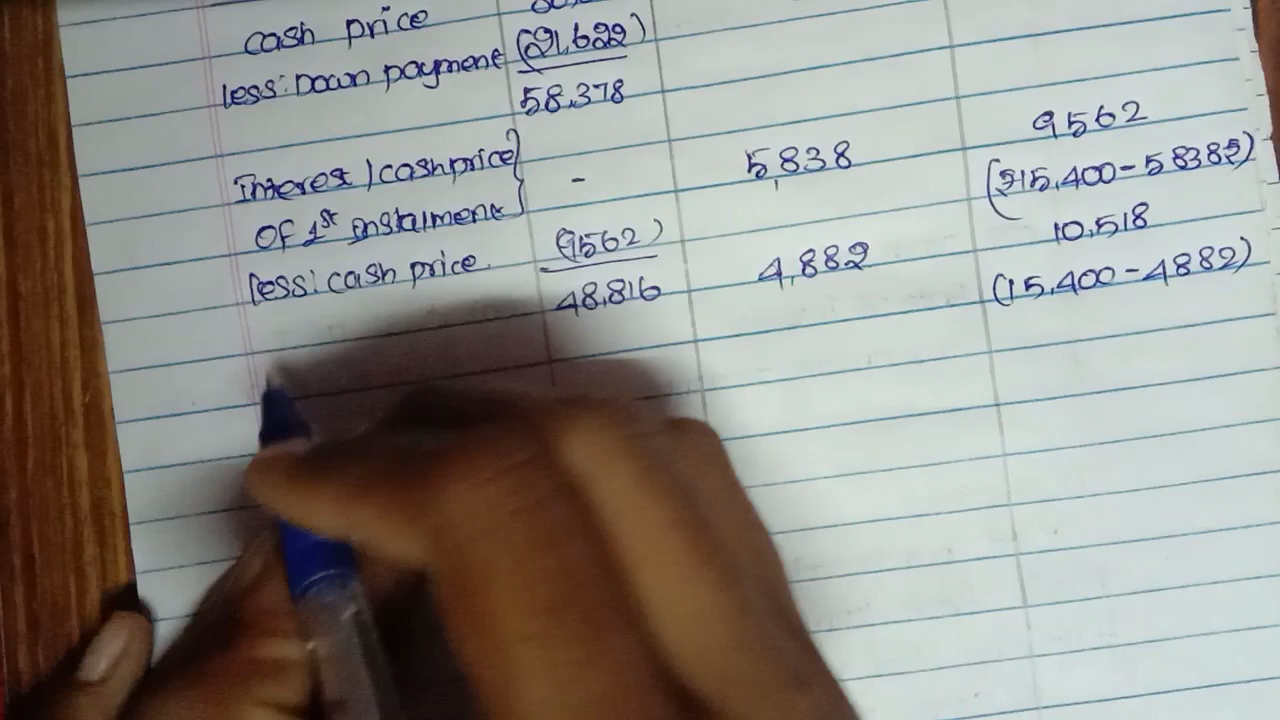 cash price
less: Down payment (21,622)
58,378
Interest / cash price - 5,838 9562
(15,400-5838)
Of 1st Instalment
less: cash price. (9562) 4,882 10,518
48,816 (15,400-4882)